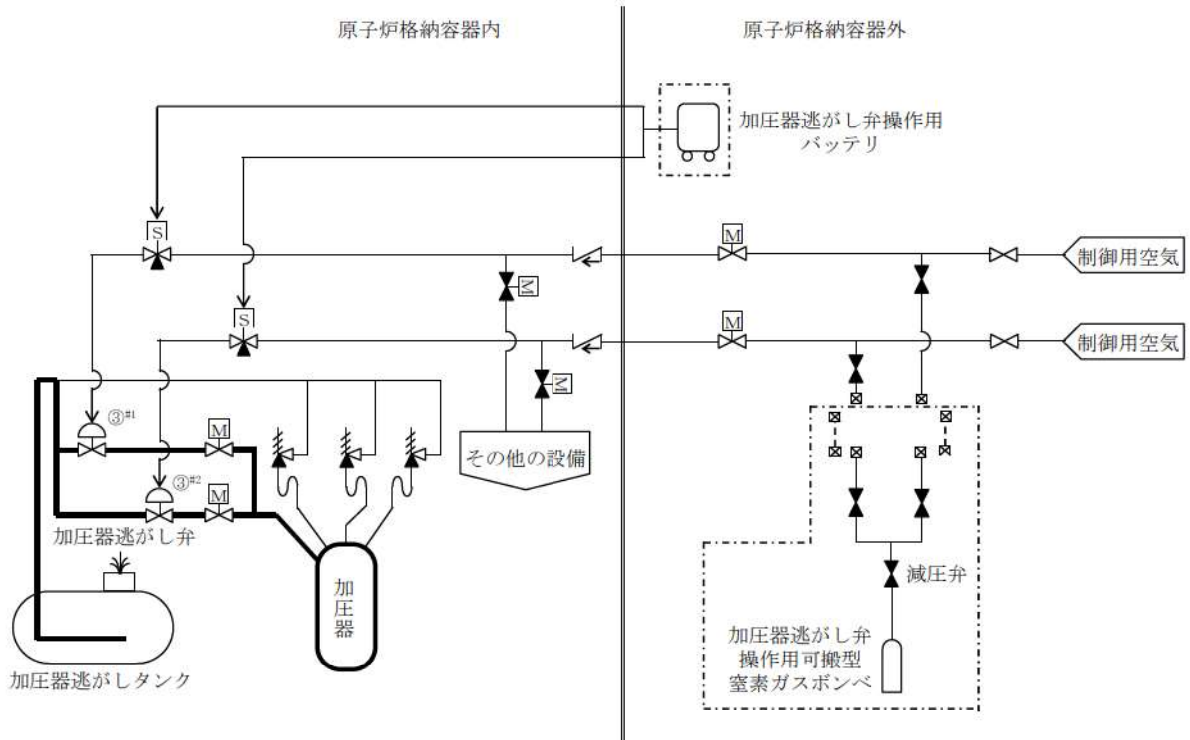 原子炉格納容器内
原子炉格納容器外
加圧器逃がし弁操作用
バッテリ
S
M
制御用空気
M
S
M
制御用空気
M
③#1
M
その他の設備
③#2
M
加圧器逃がし弁
減圧弁
加圧器
加圧器逃がし弁
操作用可搬型
窒素ガスボンベ
加圧器逃がしタンク